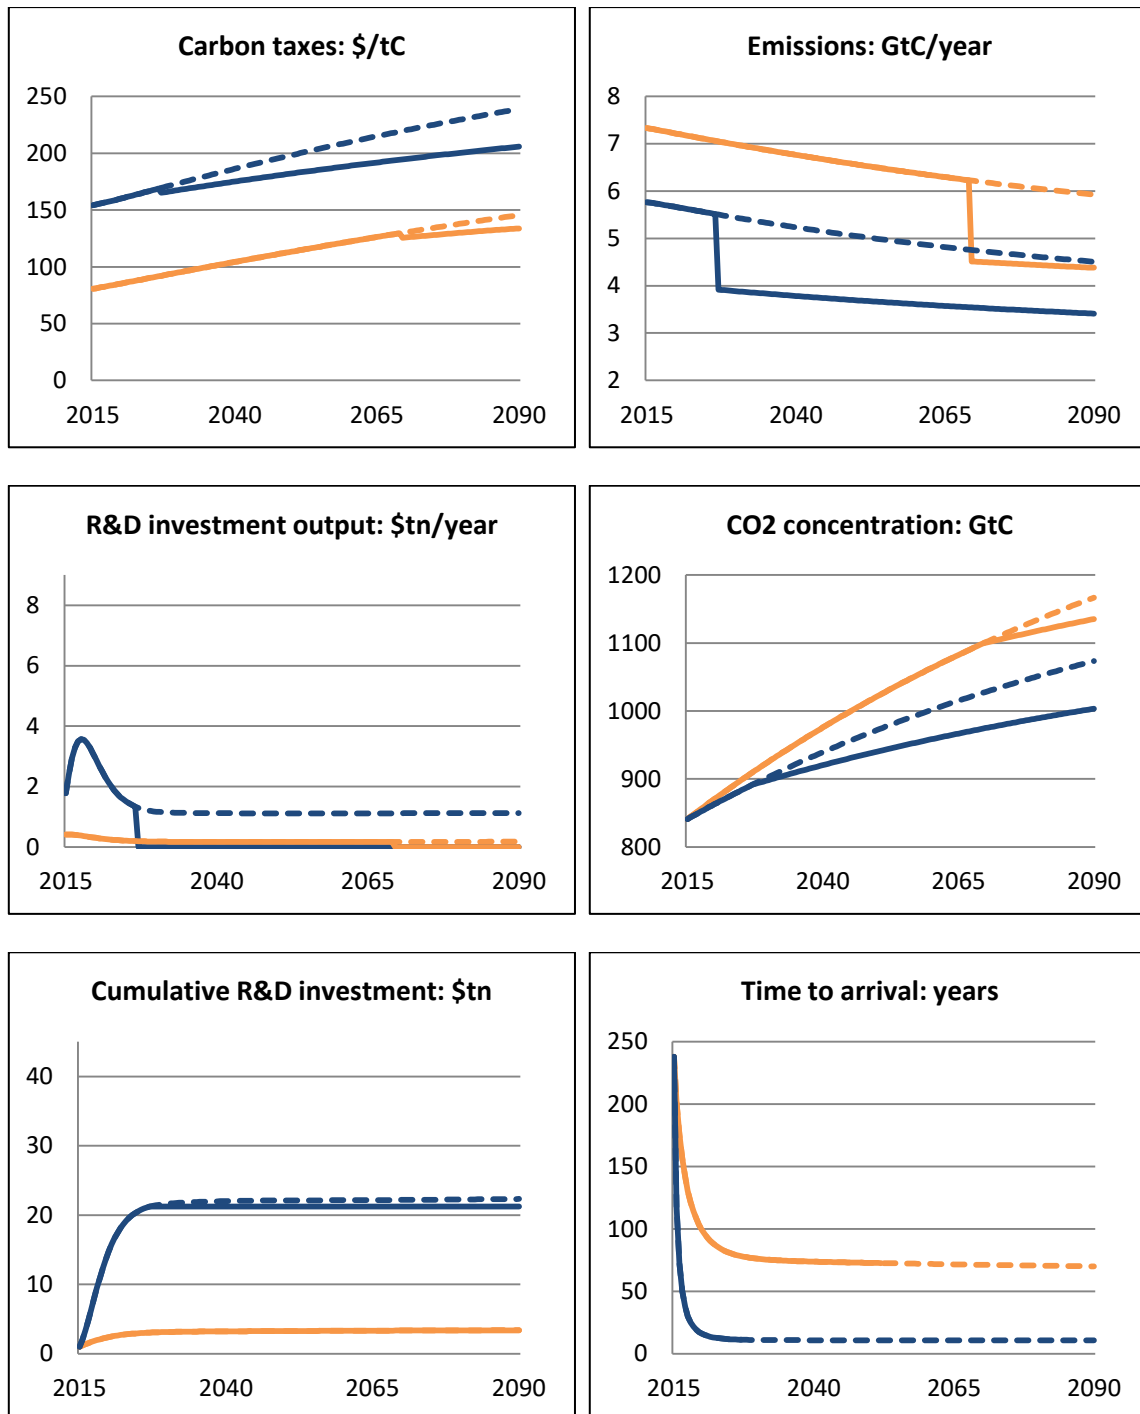 Carbon taxes: $/tC
250
200
150
100
50
0
2015 2040 2065 2090
Emissions: GtC/year
8
7
6
5
4
3
2
2015 2040 2065 2090
R&D investment output: $tn/year
8
6
4
2
0
2015 2040 2065 2090
CO2 concentration: GtC
1200
1100
1000
900
800
2015 2040 2065 2090
Cumulative R&D investment: $tn
40
30
20
10
0
2015 2040 2065 2090
Time to arrival: years
250
200
150
100
50
0
2015 2040 2065 2090